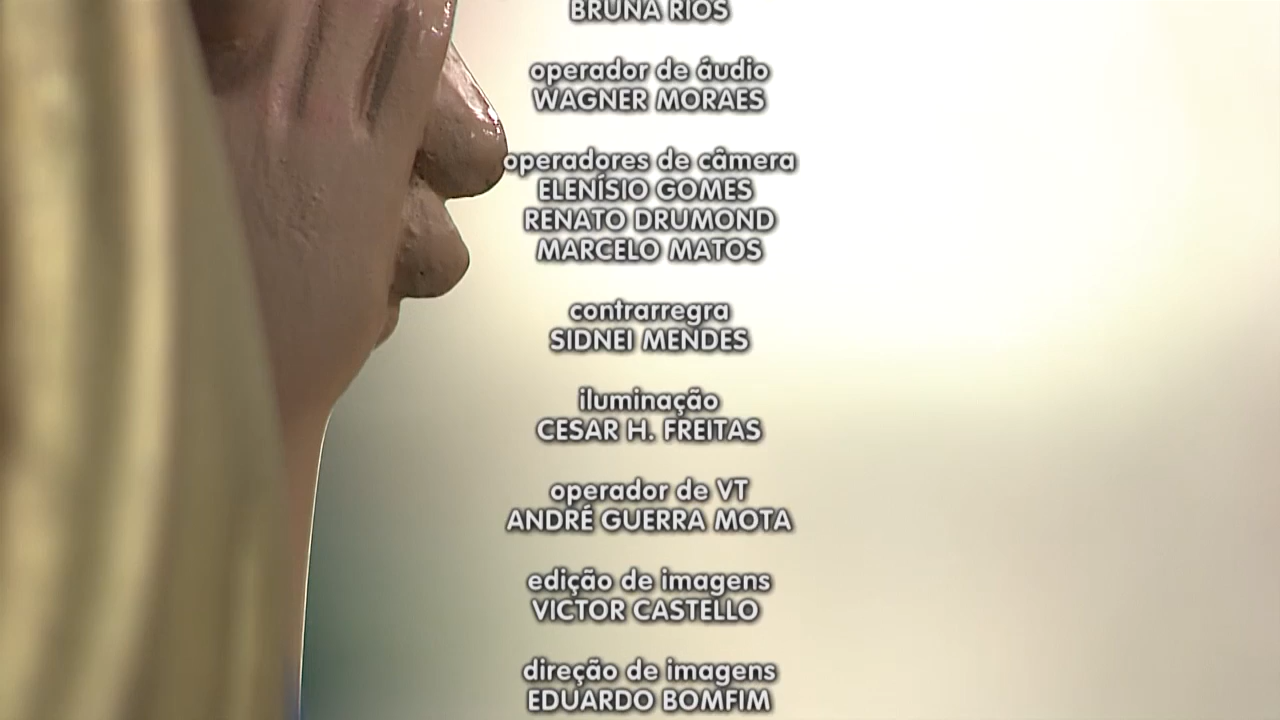 BRUNA RIOS
operador de áudio
WAGNER MORAES
operadores de câmera
ELENÍSIO GOMES
RENATO DRUMOND
MARCELO MATOS
contrarregra
SIDNEI MENDES
iluminação
CESAR H. FREITAS
operador de VT
ANDRÉ GUERRA MOTA
edição de imagens
VICTOR CASTELLO
direção de imagens
EDUARDO BOMFIM